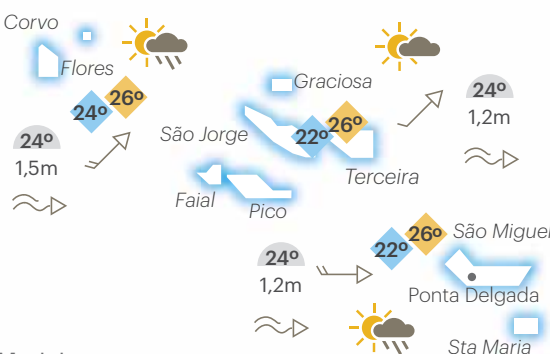 Corvo
Flores
24º 26º
24º
1,5m
Graciosa
São Jorge
22º 26º
Terceira
24º
1,2m
Faial
Pico
22º 26º
São Miguel
24º
1,2m
Ponta Delgada
Sta Maria